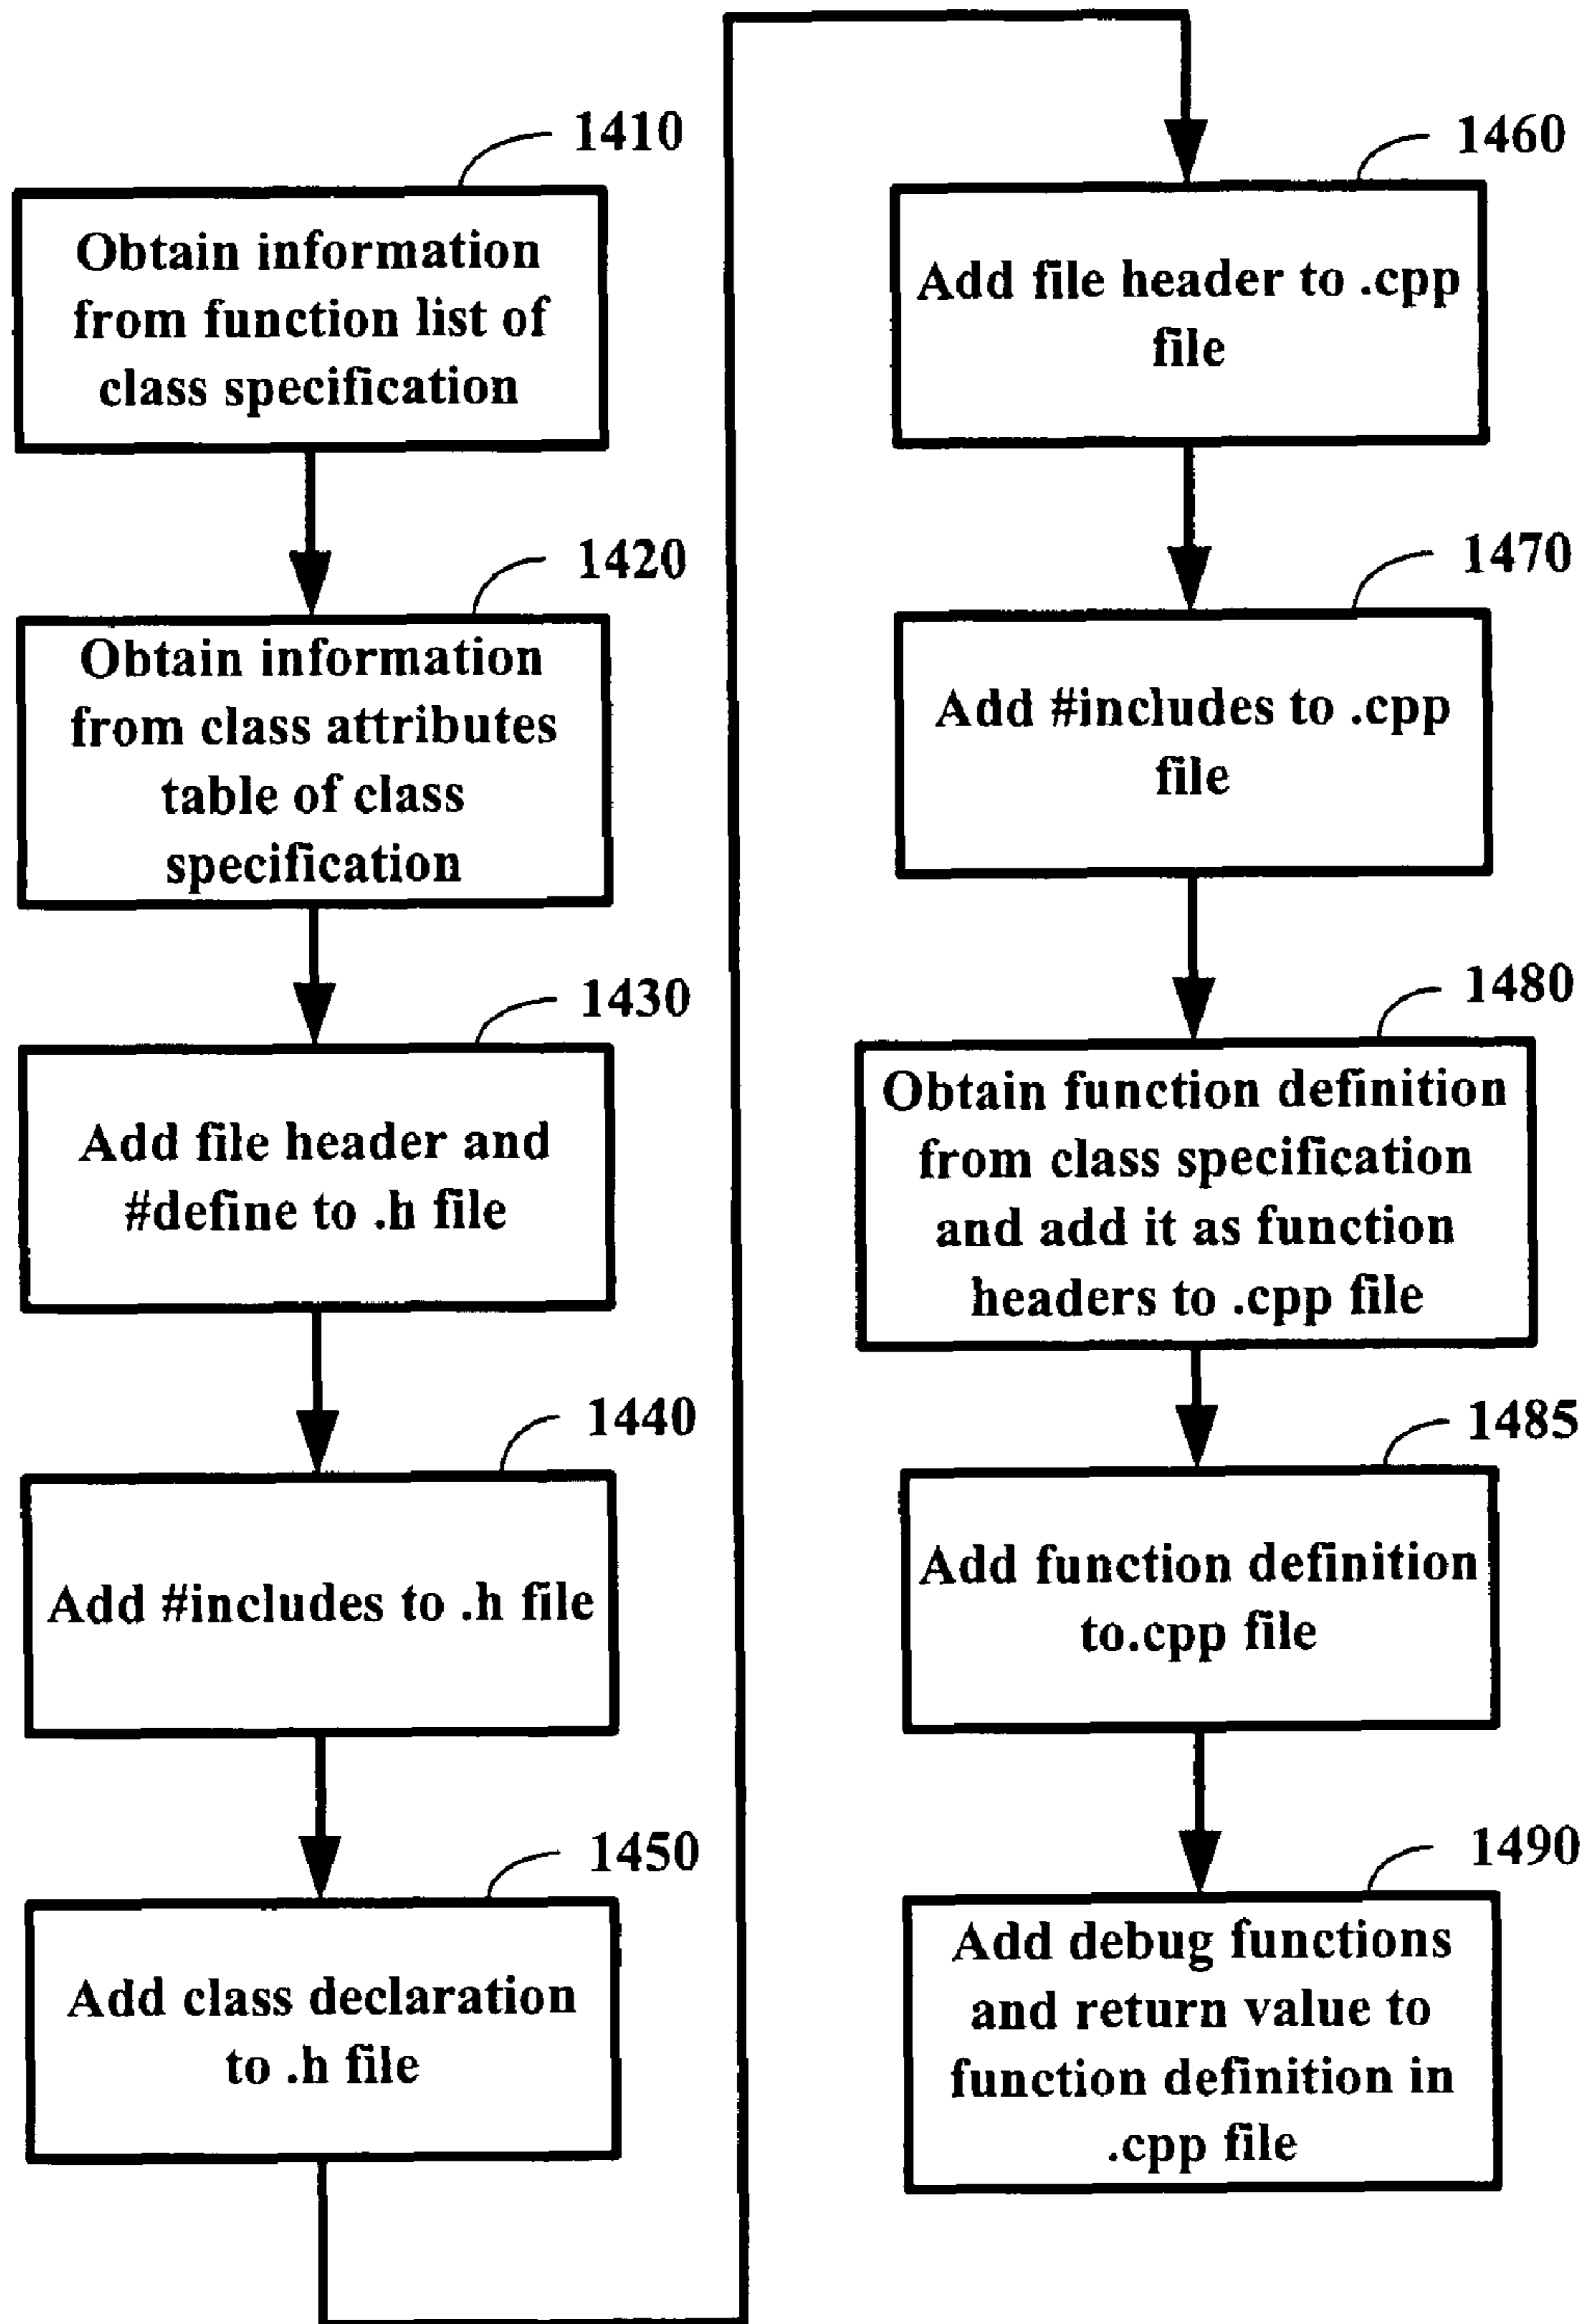 1410
Obtain information
from function list of
class specification
1420
Obtain information
from class attributes
table of class
specification
1430
Add file header and
#define to .h file
1440
Add #includes to .h file
1450
Add class declaration
to .h file
1460
Add file header to .cpp
file
1470
Add #includes to .cpp
file
1480
Obtain function definition
from class specification
and add it as function
headers to .cpp file
1485
Add function definition
to.cpp file
1490
Add debug functions
and return value to
function definition in
.cpp file